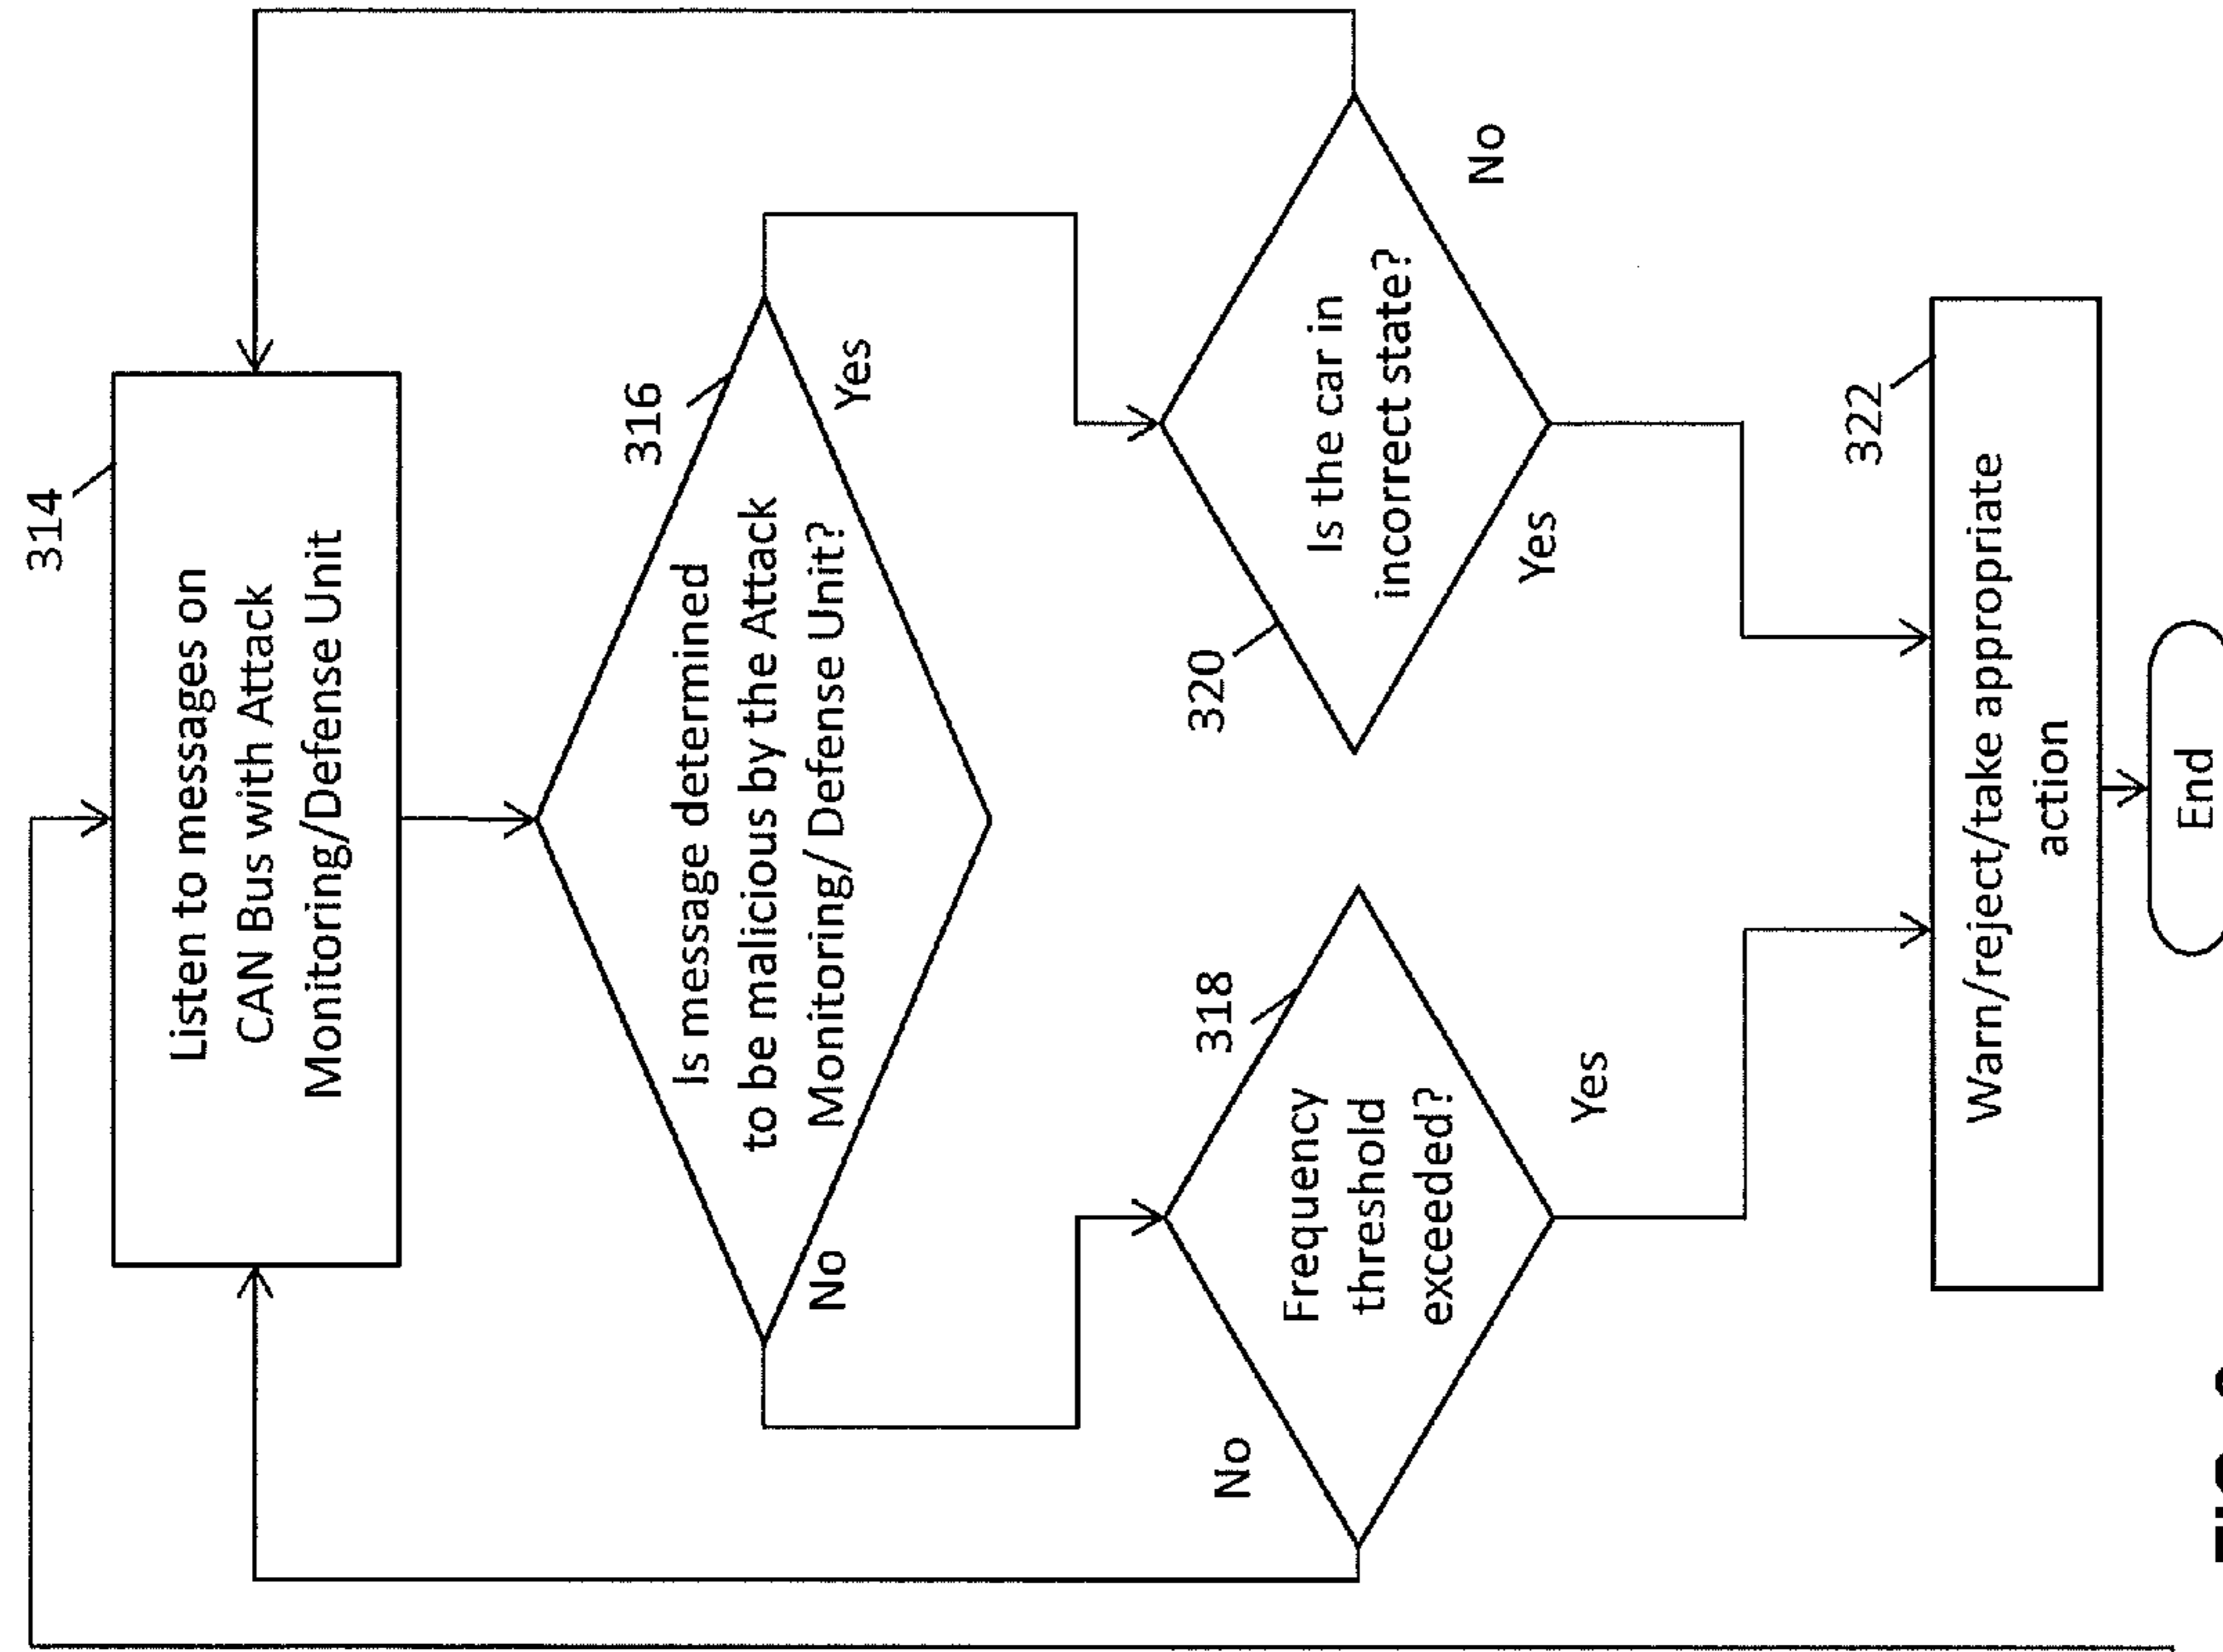 314
Listen to messages on
CAN Bus with Attack
Monitoring/Defense Unit
316
Is message determined
to be malicious by the Attack
Monitoring/ Defense Unit?
No
Yes
318
Frequency
threshold
exceeded?
No
Yes
320
Is the car in
incorrect state?
Yes
No
322
Warn/reject/take appropriate
action
End